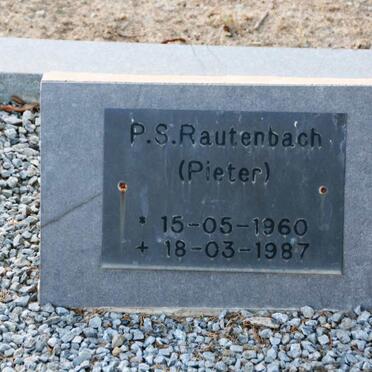 P.S.Rautenbach
(Pieter)
* 15-05-1960
+ 18-03-1987